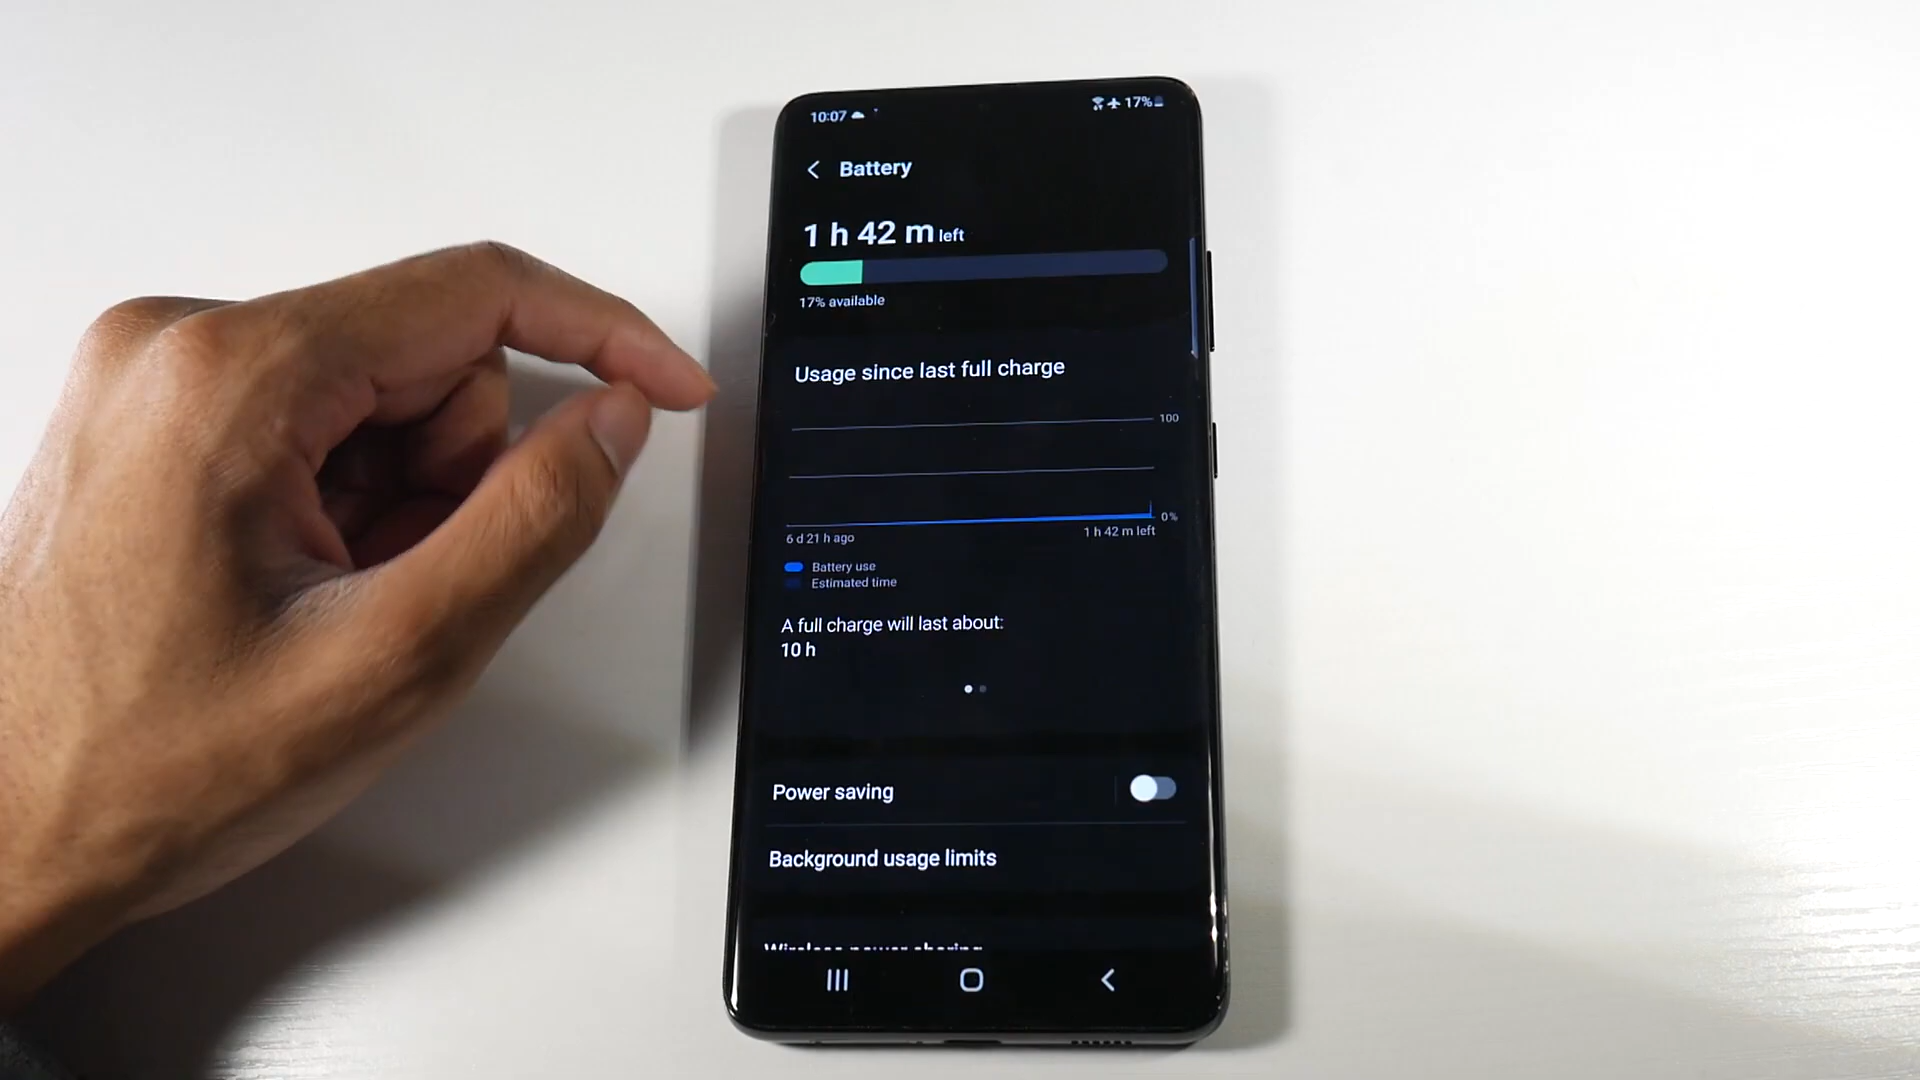 10:07
17%
Battery
1 h 42 m left
17% available
Usage since last full charge
100
0%
6 d 21 h ago
1 h 42 m left
Battery use
Estimated time
A full charge will last about:
10 h
Power saving
Background usage limits
Wireless power sharing